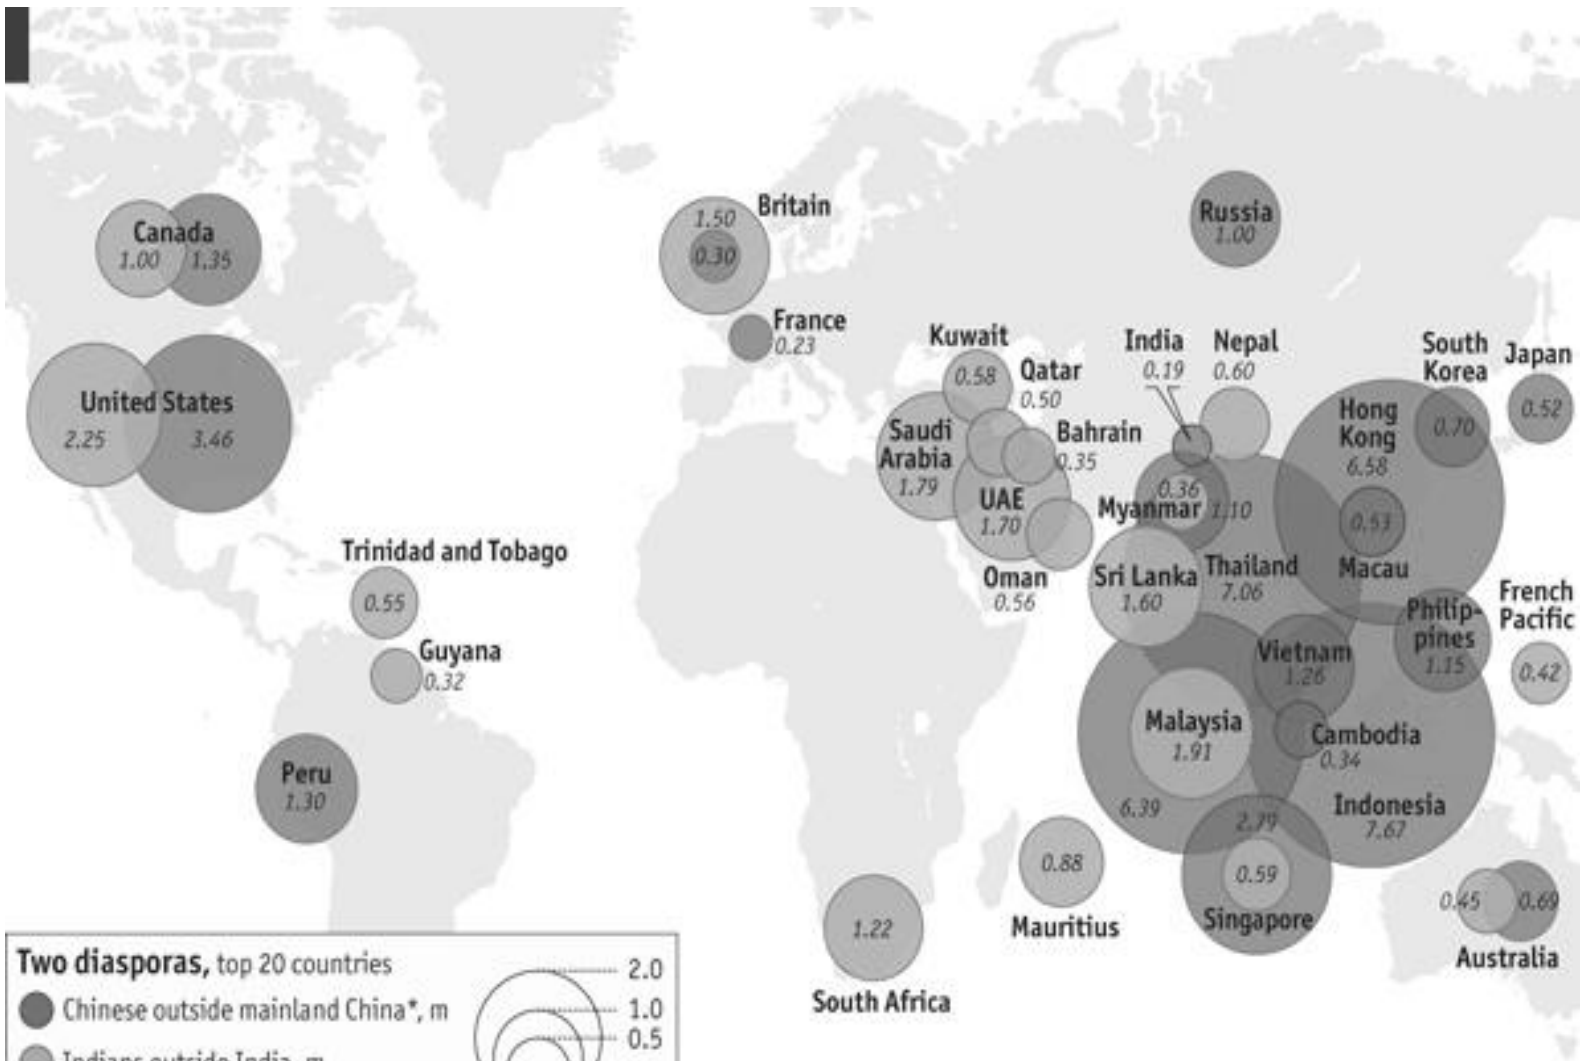 Canada
1.00 1.35
United States
2.25 3.46
Trinidad and Tobago
0.55
Guyana
0.32
Peru
1.30
Britain
1.50
0.30
France
0.23
Russia
1.00
Kuwait
0.58
Qatar
0.50
Bahrain
0.35
Saudi
Arabia
1.79
UAE
1.70
Oman
0.56
India
0.19
Nepal
0.60
0.36
Myanmar 1.10
Sri Lanka
1.60
Thailand
7.06
Hong
Kong
6.58
South
Korea
0.70
Japan
0.52
0.53
Macau
Philip-
pines
1.15
French
Pacific
0.42
Vietnam
1.26
Malaysia
1.91
6.39
Cambodia
0.34
Indonesia
7.67
2.79
0.59
Singapore
0.88
Mauritius
1.22
South Africa
0.45 0.69
Australia
Two diasporas, top 20 countries
Chinese outside mainland China*, m
Indians outside India, m
2.0
1.0
0.5